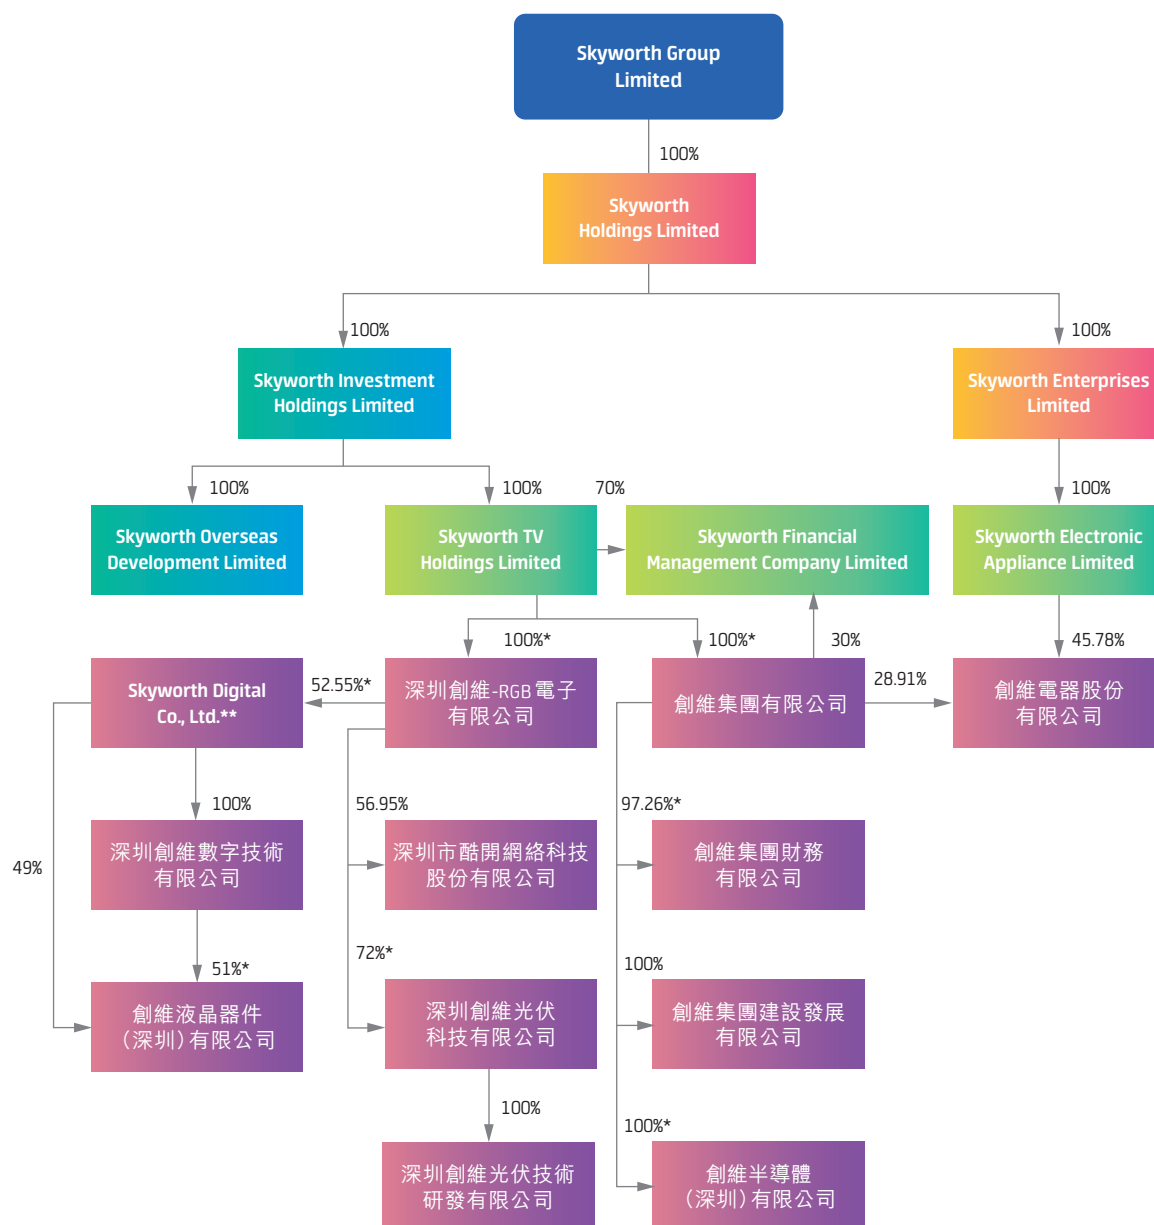 Skyworth Group
Limited
100%
Skyworth
Holdings Limited
100%
100%
Skyworth Investment
Holdings Limited
Skyworth Enterprises
Limited
100%
100%
70%
100%
Skyworth Overseas
Development Limited
Skyworth TV
Holdings Limited
Skyworth Financial
Management Company Limited
Skyworth Electronic
Appliance Limited
100%*
100%*
30%
45.78%
Skyworth Digital
Co., Ltd.**
52.55%*
深圳創維-RGB電子
有限公司
創維集團有限公司
28.91%
創維電器股份
有限公司
100%
56.95%
97.26%*
49%
深圳創維數字技術
有限公司
深圳市酷開網絡科技
股份有限公司
創維集團財務
有限公司
51%*
72%*
100%
創維液晶器件
（深圳）有限公司
深圳創維光伏
科技有限公司
創維集團建設發展
有限公司
100%
100%*
深圳創維光伏技術
研發有限公司
創維半導體
（深圳）有限公司